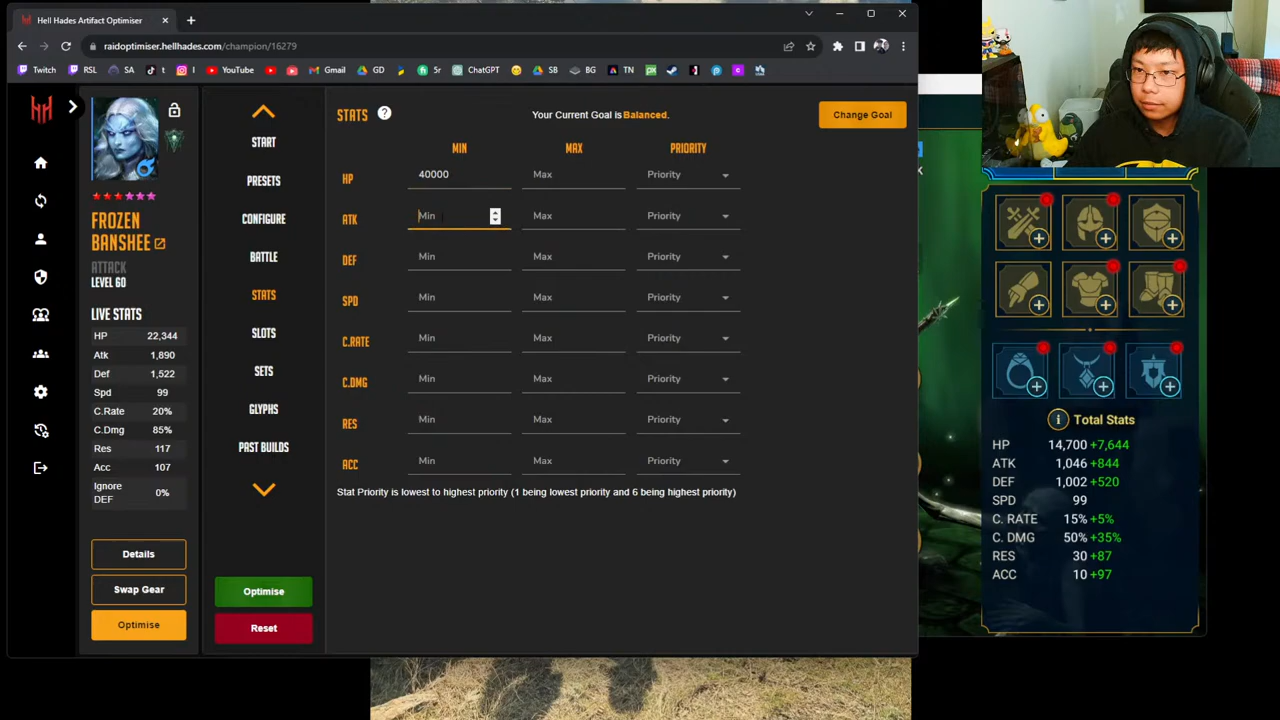 Hell Hades Artifact Optimiser
raidoptimiser.hellhades.com/champion/16279
Twitch
RSL
SA
t
I
YouTube
Gmail
GD
5r
ChatGPT
SB
BG
TN
FROZEN
BANSHEE
ATTACK
LEVEL 60
LIVE STATS
HP 22,344
Atk 1,890
Def 1,522
Spd 99
C.Rate 20%
C.Dmg 85%
Res 117
Acc 107
Ignore
DEF 0%
Details
Swap Gear
Optimise
START
PRESETS
CONFIGURE
BATTLE
STATS
SLOTS
SETS
GLYPHS
PAST BUILDS
Optimise
Reset
STATS ?
Your Current Goal is Balanced.
Change Goal
MIN MAX PRIORITY
HP 40000 Max Priority
ATK Min Max Priority
DEF Min Max Priority
SPD Min Max Priority
C.RATE Min Max Priority
C.DMG Min Max Priority
RES Min Max Priority
ACC Min Max Priority
Stat Priority is lowest to highest priority (1 being lowest priority and 6 being highest priority)
Total Stats
HP 14,700 +7,644
ATK 1,046 +844
DEF 1,002 +520
SPD 99
C. RATE 15% +5%
C. DMG 50% +35%
RES 30 +87
ACC 10 +97